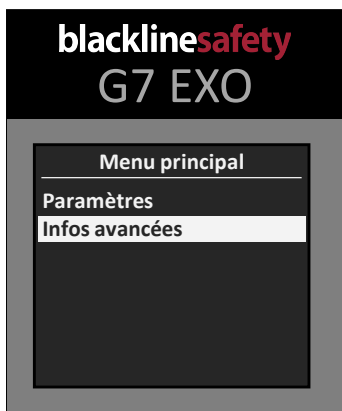 blacklinesafety
G7 EXO
Menu principal
Paramètres
Infos avancées